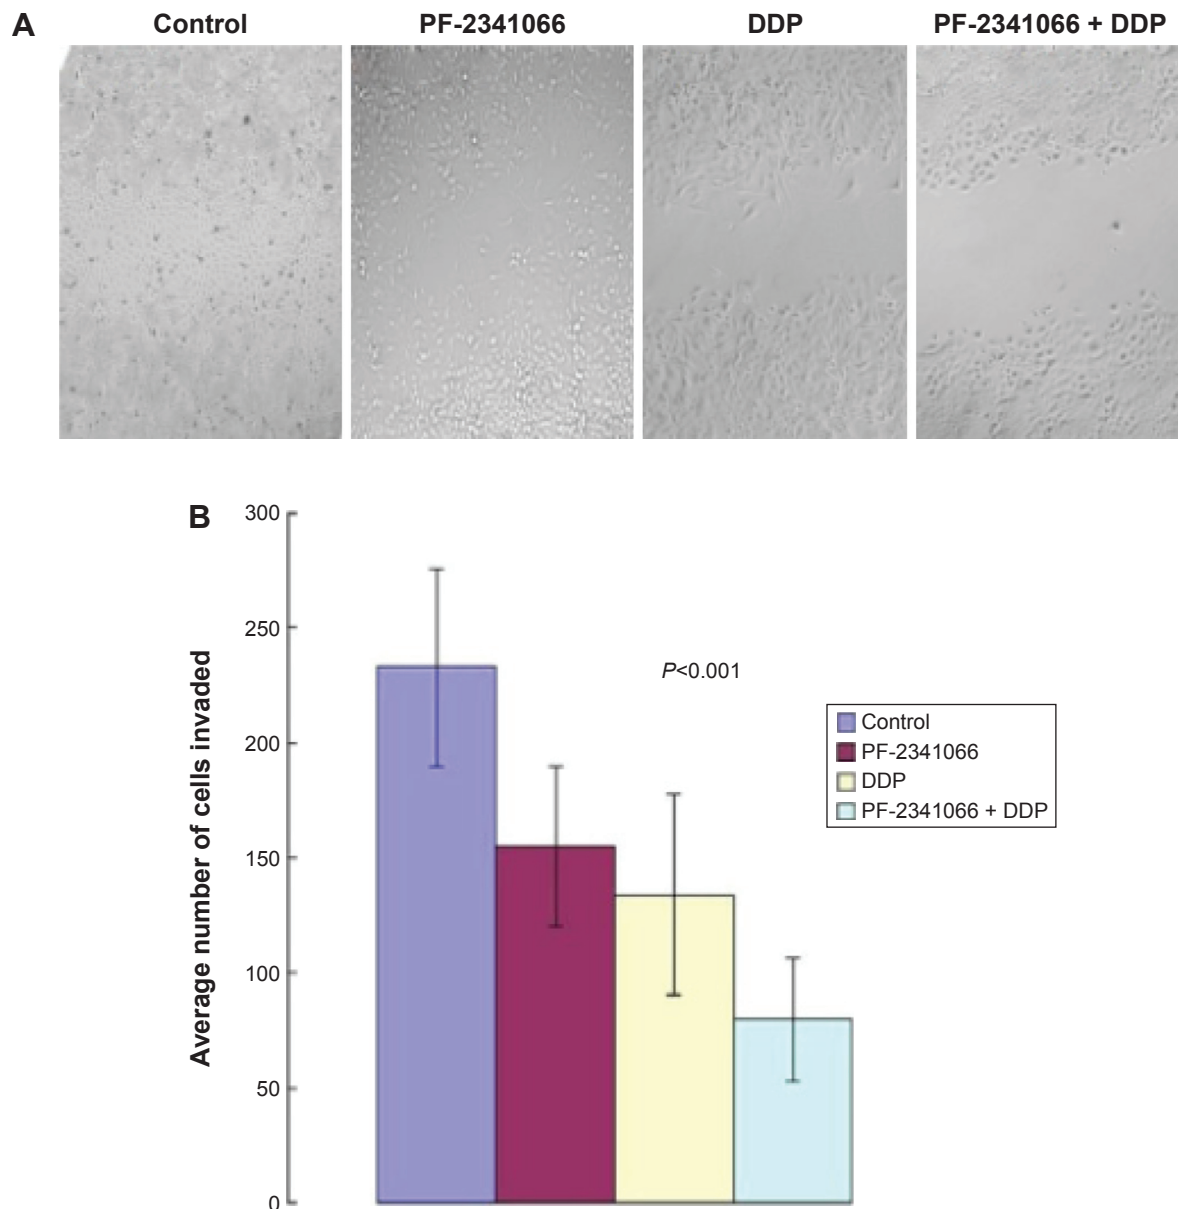 A
Control
PF-2341066
DDP
PF-2341066 + DDP
B
300
250
200
150
100
50
0
Average number of cells invaded
P<0.001
Control
PF-2341066
DDP
PF-2341066 + DDP